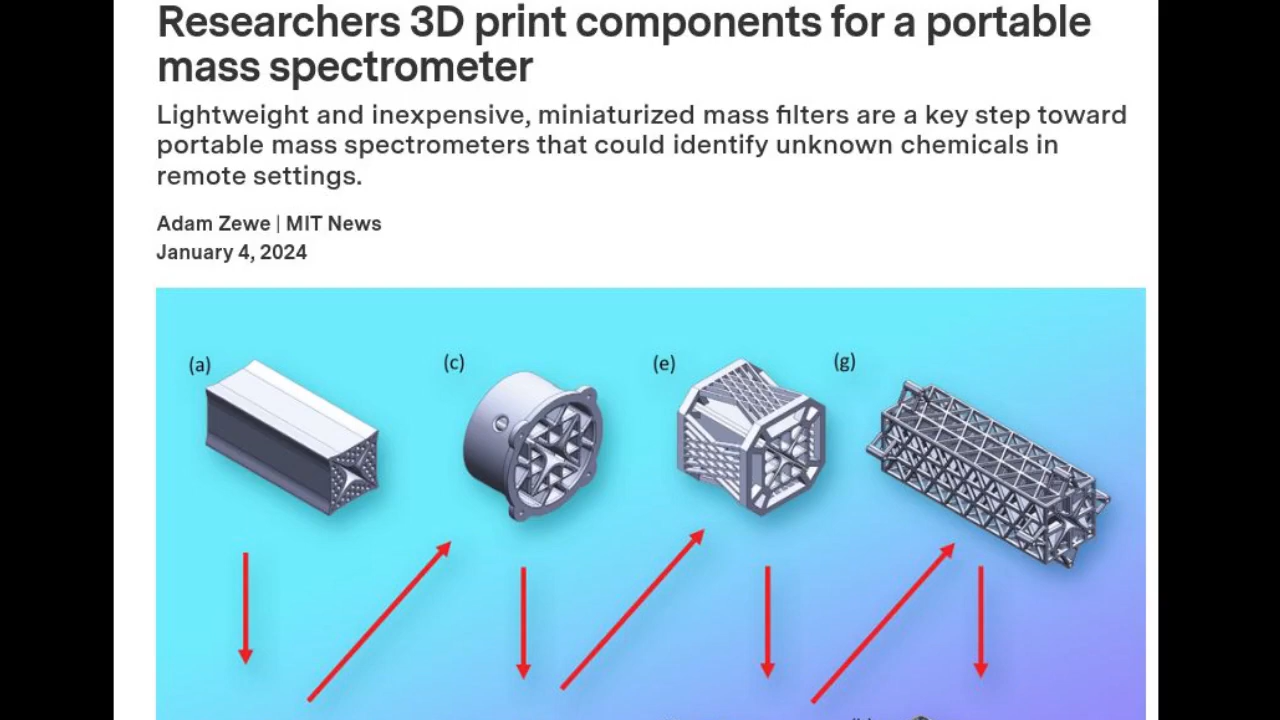 Researchers 3D print components for a portable
mass spectrometer
Lightweight and inexpensive, miniaturized mass filters are a key step toward
portable mass spectrometers that could identify unknown chemicals in
remote settings.
Adam Zewe | MIT News
January 4, 2024
(a) (c) (e) (g)